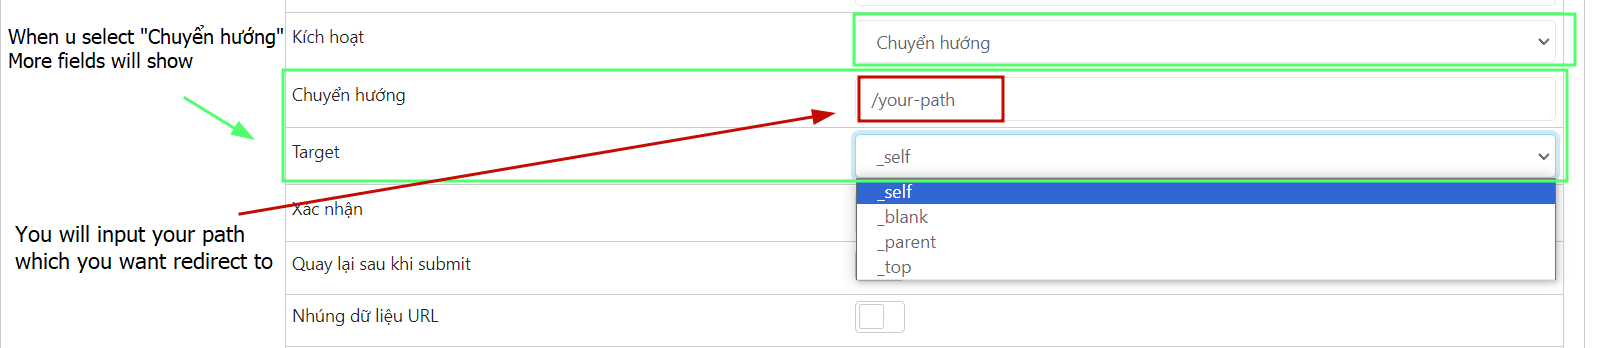 When u select "Chuyển hướng"
More fields will show
Kích hoạt
Chuyển hướng
Chuyển hướng
/your-path
Target
_self
_self
_blank
_parent
_top
Xác nhận
You will input your path
which you want redirect to
Quay lại sau khi submit
Nhúng dữ liệu URL